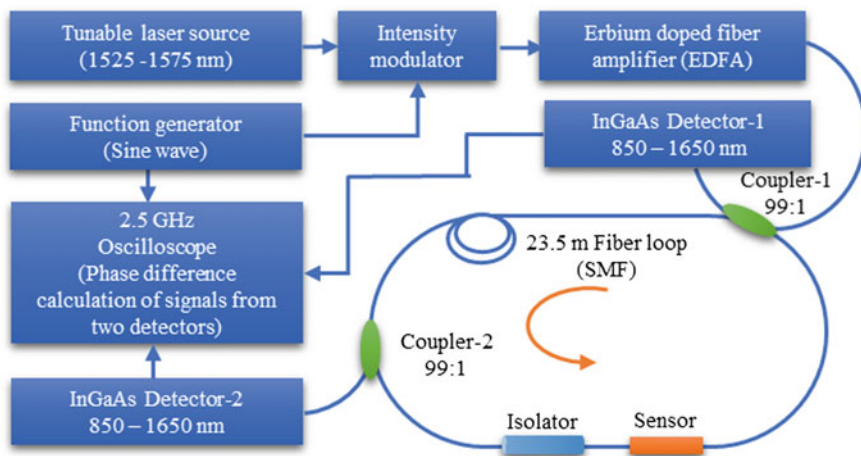 Tunable laser source
(1525 -1575 nm)
Intensity
modulator
Erbium doped fiber
amplifier (EDFA)
Function generator
(Sine wave)
InGaAs Detector-1
850 – 1650 nm
Coupler-1
99:1
2.5 GHz
Oscilloscope
(Phase difference
calculation of signals from
two detectors)
23.5 m Fiber loop
(SMF)
Coupler-2
99:1
InGaAs Detector-2
850 – 1650 nm
Isolator
Sensor